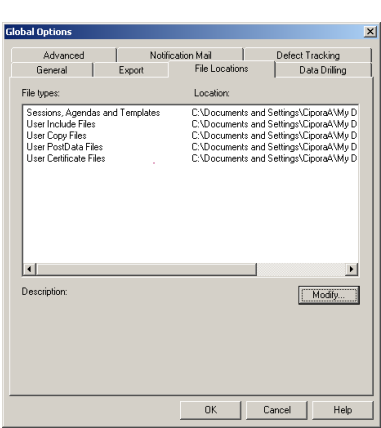 Global Options
Advanced Notification Mail Defect Tracking
General Export File Locations Data Drilling
File types: Location:
Sessions, Agendas and Templates C:\Documents and Settings\CiporaA\My D
User Include Files C:\Documents and Settings\CiporaA\My D
User Copy Files C:\Documents and Settings\CiporaA\My D
User PostData Files C:\Documents and Settings\CiporaA\My D
User Certificate Files C:\Documents and Settings\CiporaA\My D
Description: Modify...
OK Cancel Help